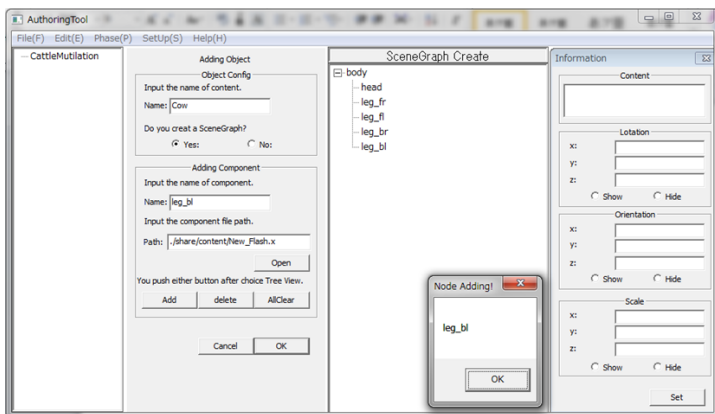 AuthoringTool
File(F) Edit(E) Phase(P) SetUp(S) Help(H)
CattleMutilation
Adding Object
Object Config
Input the name of content.
Name: Cow
Do you creat a SceneGraph?
Yes: No:
Adding Component
Input the name of component.
Name: leg_bl
Input the component file path.
Path: ./share/content/New_Flash.x
Open
You push either button after choice Tree View.
Add delete AllClear
Cancel OK
SceneGraph Create
body
head
leg_fr
leg_fl
leg_br
leg_bl
Node Adding!
leg_bl
OK
Information
Content
Lotation
x:
y:
z:
Show Hide
Orientation
x:
y:
z:
Show Hide
Scale
x:
y:
z:
Show Hide
Set